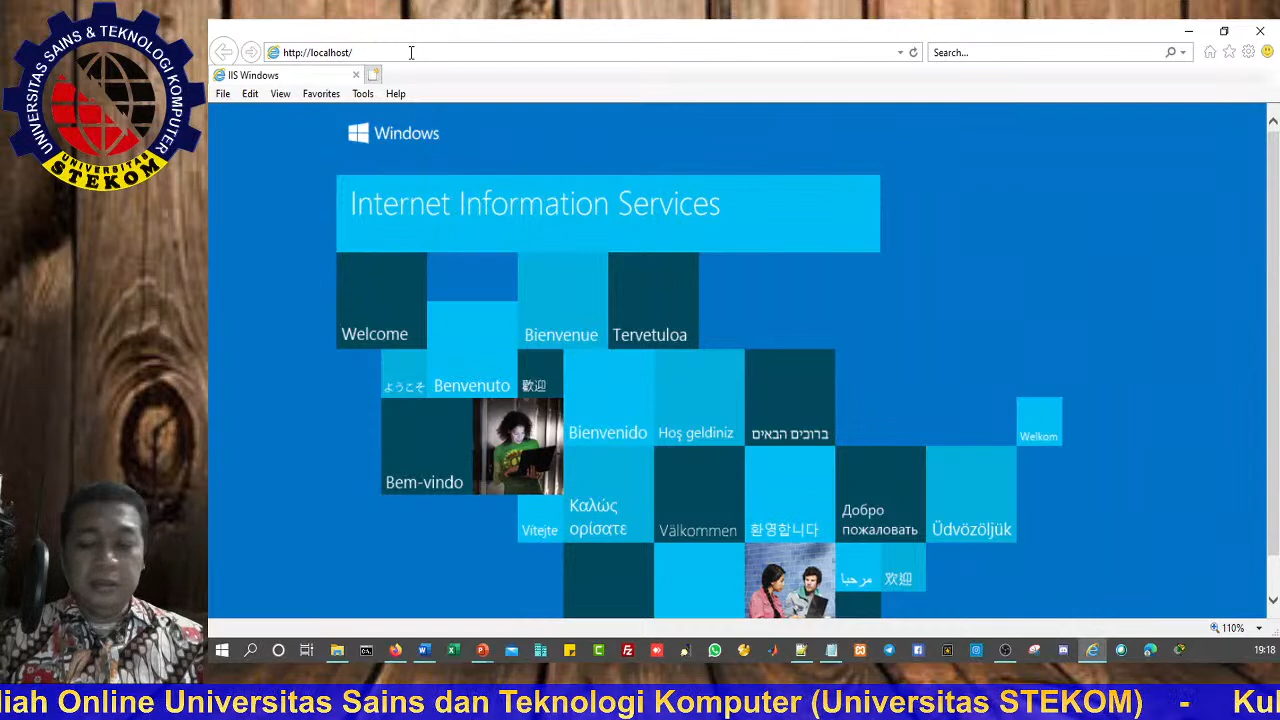 UNIVERSITAS SAINS & TEKNOLOGI KOMPUTER
UNIVERSITAS
STEKOM
http://localhost/
Search...
IIS Windows
File Edit View Favorites Tools Help
Windows
Internet Information Services
Welcome
Bienvenue
Tervetuloa
ようこそ
Benvenuto
歡迎
Bienvenido
Hoş geldiniz
ברוכים הבאים
Welkom
Bem-vindo
Vítejte
Καλώς
ορίσατε
Välkommen
환영합니다
Добро
пожаловать
Üdvözöljük
مرحبا
欢迎
110%
19:18
liah Online Universitas Sains dan Teknologi Komputer (Universitas STEKOM) - Kul